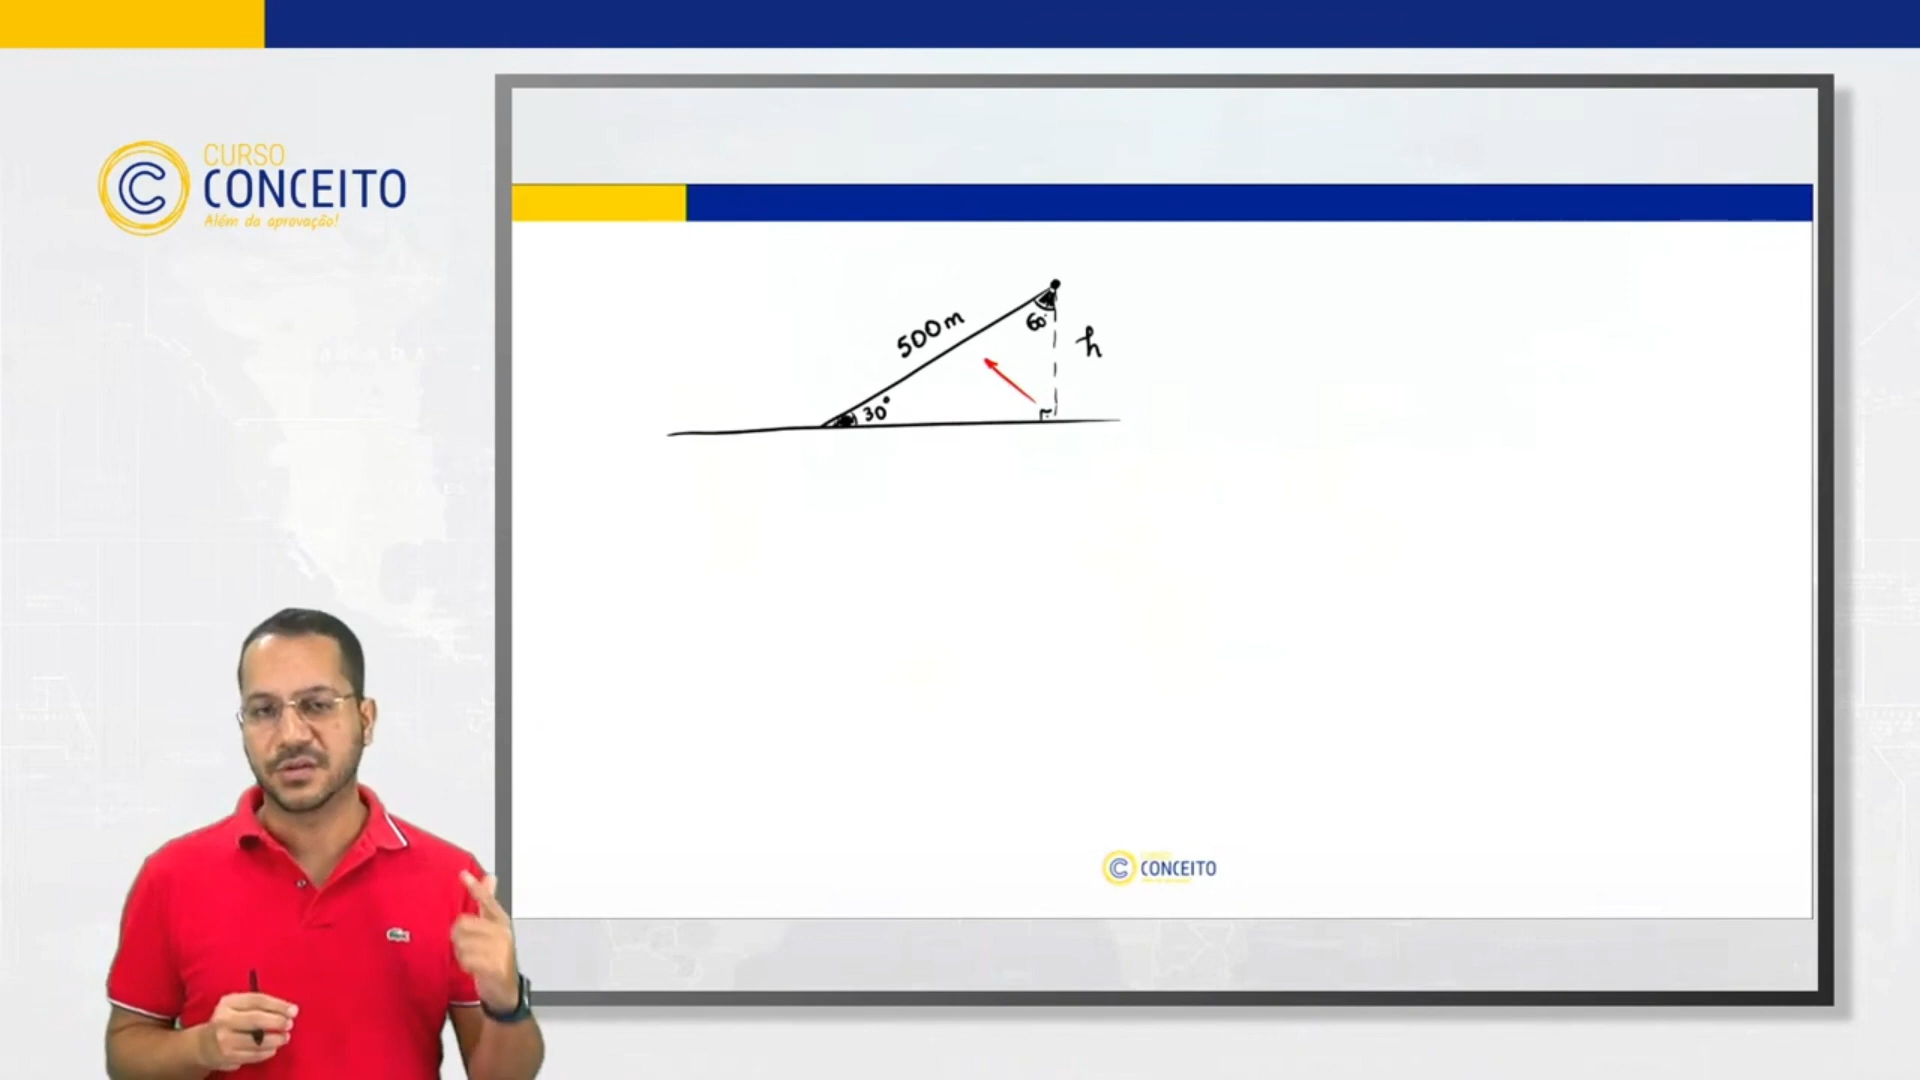 CURSO
CONCEITO
Além da aprovação!
500m
60°
h
30°
CONCEITO